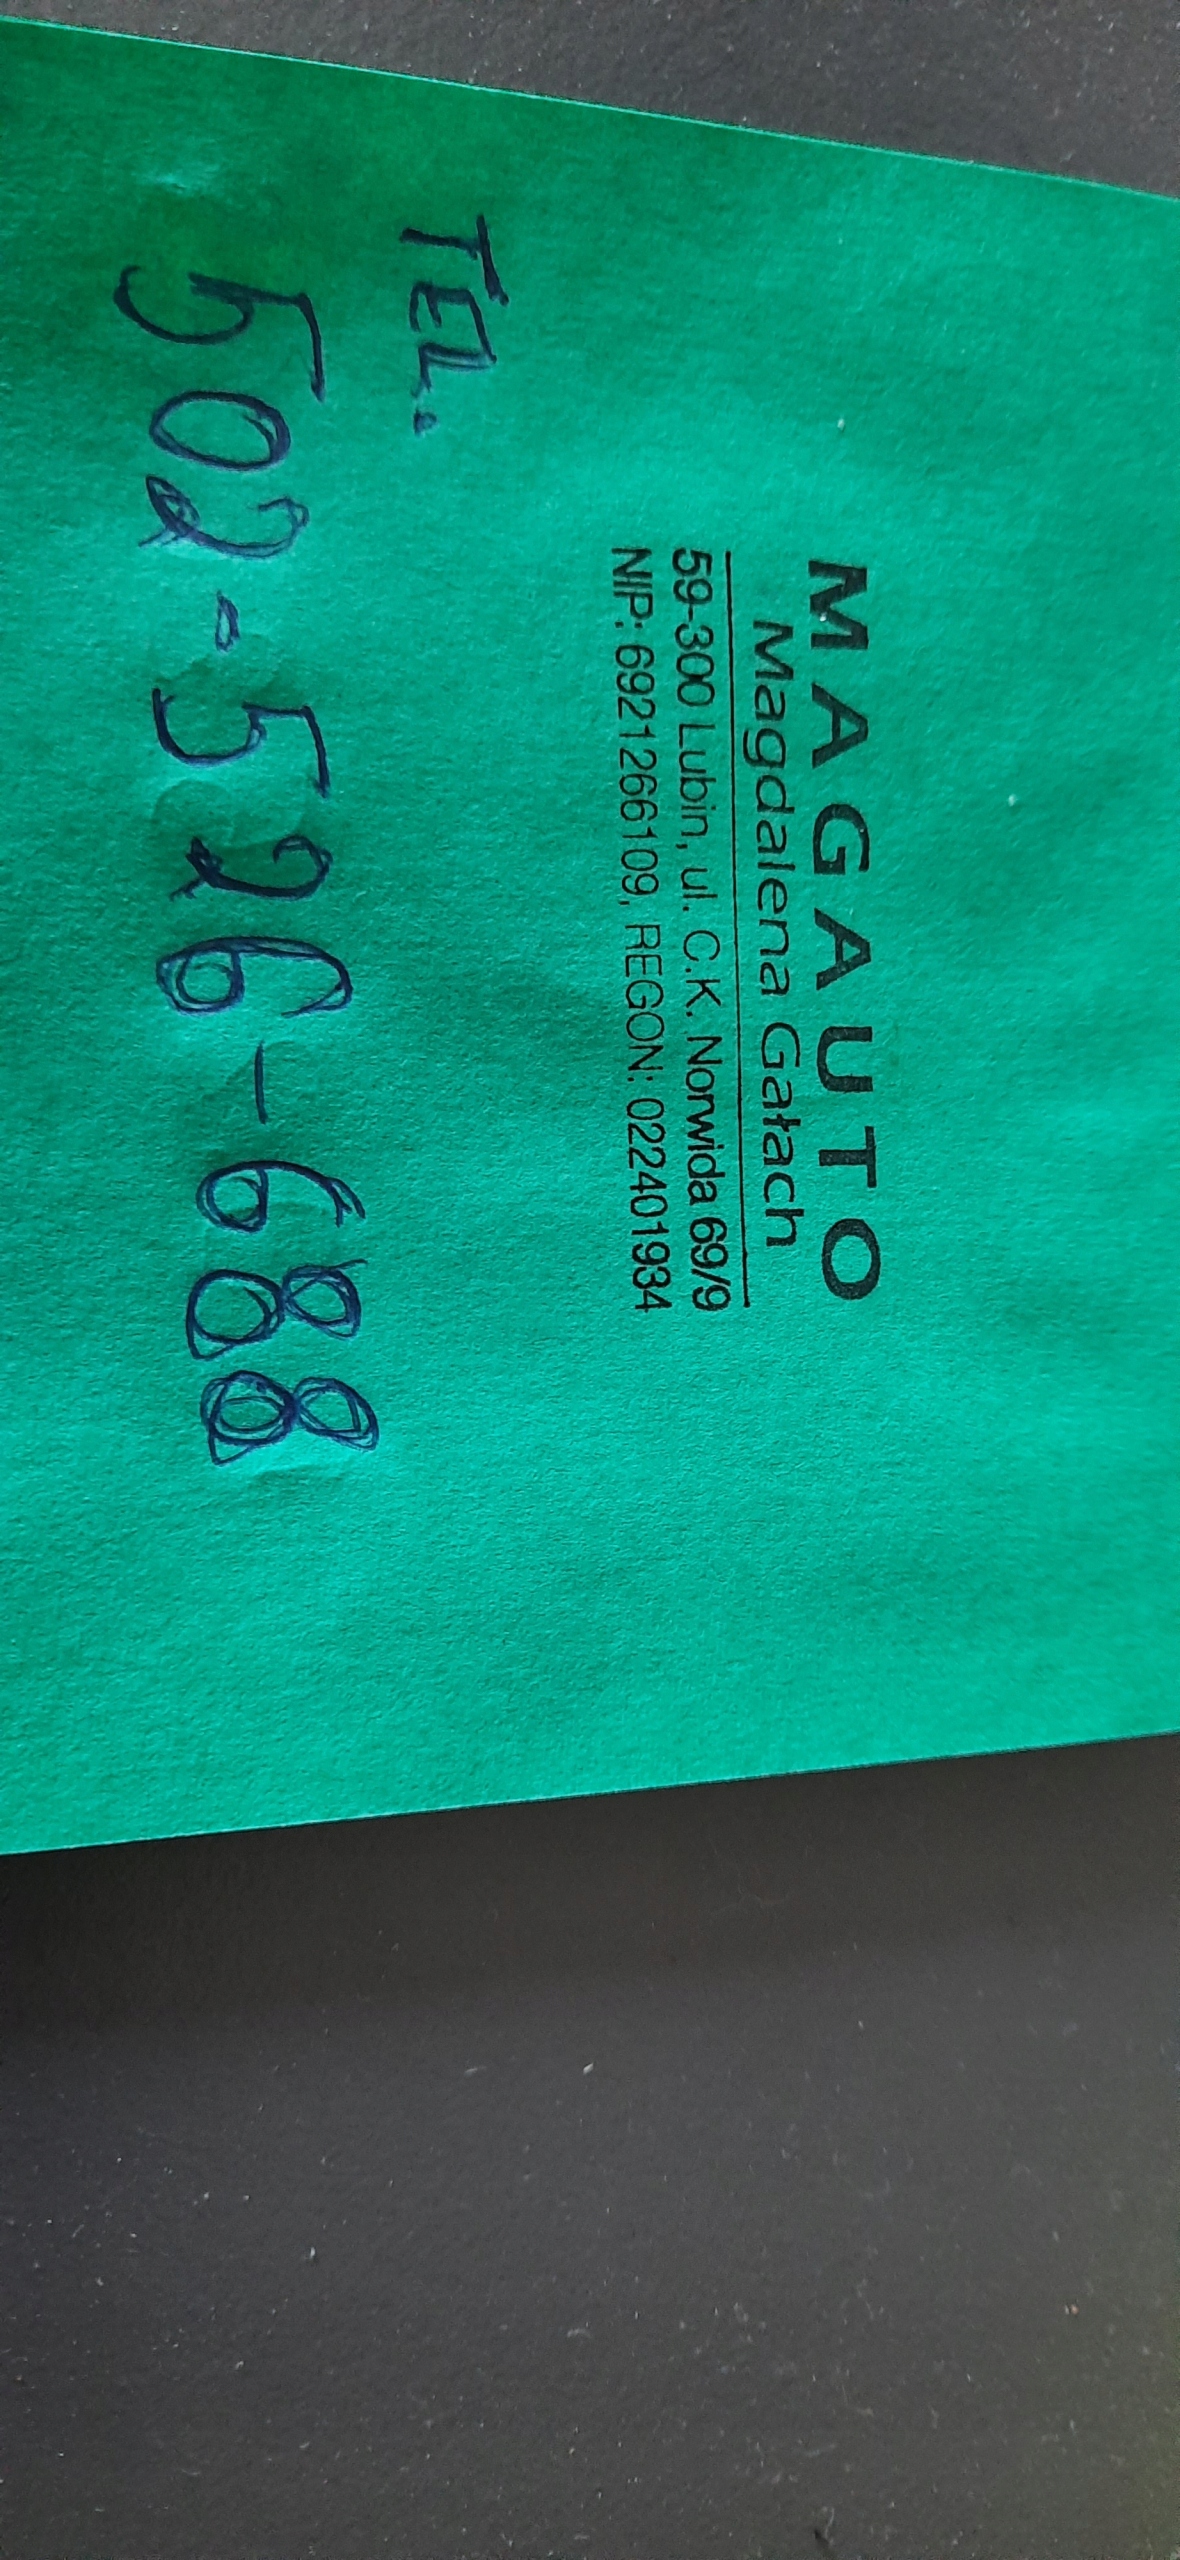 MAGAUTO
Magdalena Gałach
59-300 Lubin, ul. C.K. Norwida 69/9
NIP: 6921266109, REGON: 022401934
TEL.
502-526-688